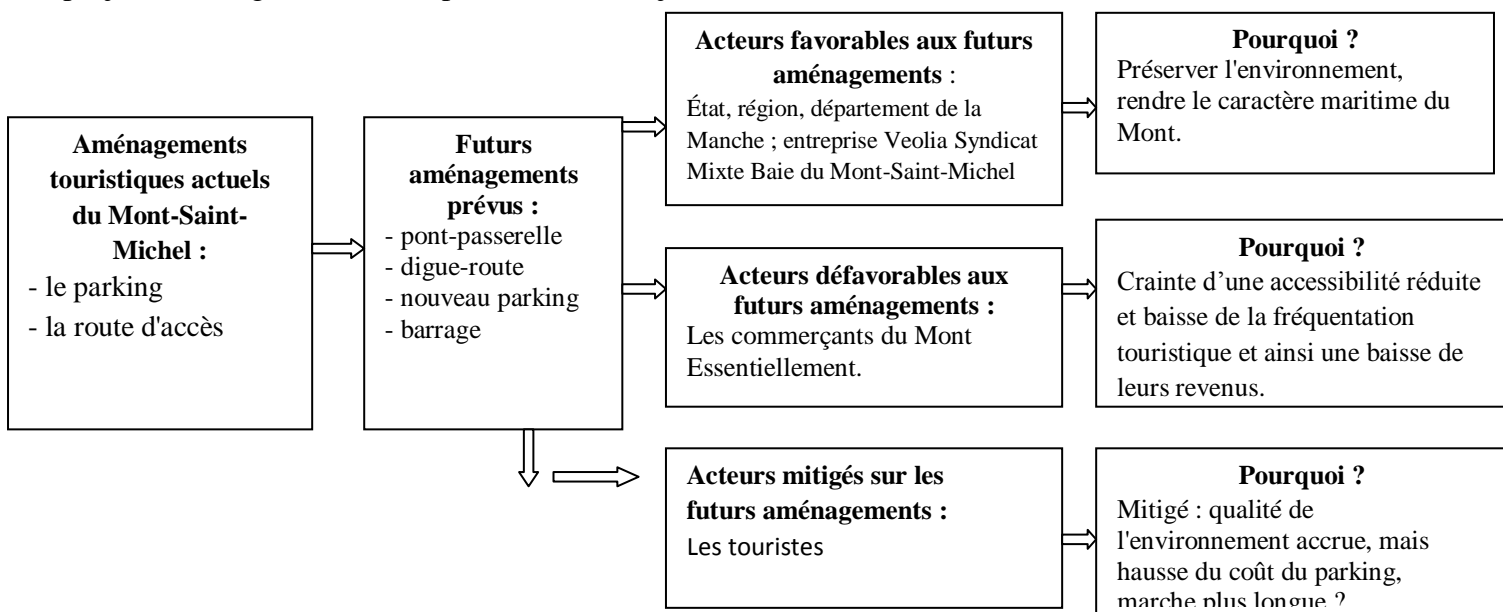 Aménagements
touristiques actuels
du Mont-Saint-
Michel :
- le parking
- la route d'accès
Futurs
aménagements
prévus :
- pont-passerelle
- digue-route
- nouveau parking
- barrage
Acteurs favorables aux futurs
aménagements :
État, région, département de la
Manche ; entreprise Veolia Syndicat
Mixte Baie du Mont-Saint-Michel
Pourquoi ?
Préserver l'environnement,
rendre le caractère maritime du
Mont.
Acteurs défavorables aux
futurs aménagements :
Les commerçants du Mont
Essentiellement.
Pourquoi ?
Crainte d’une accessibilité réduite
et baisse de la fréquentation
touristique et ainsi une baisse de
leurs revenus.
Acteurs mitigés sur les
futurs aménagements :
Les touristes
Pourquoi ?
Mitigé : qualité de
l'environnement accrue, mais
hausse du coût du parking,
marche plus longue ?